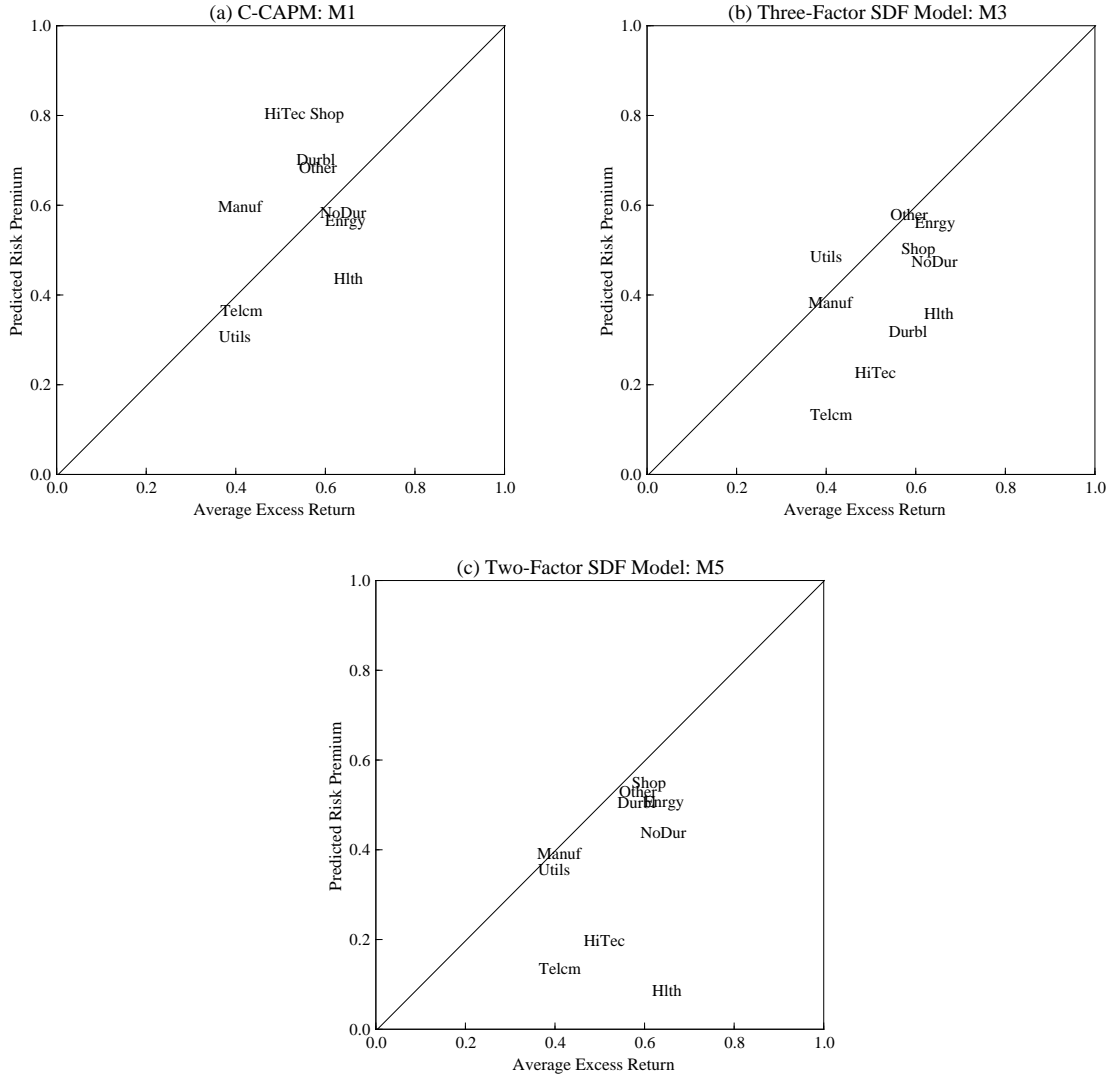 (a) C-CAPM: M1
1.0
0.8
0.6
0.4
0.2
0.0
Predicted Risk Premium
HiTec Shop
Durbl
Other
Manuf
NoDur
Enrgy
Hlth
Telcm
Utils
0.0 0.2 0.4 0.6 0.8 1.0
Average Excess Return
(b) Three-Factor SDF Model: M3
1.0
0.8
0.6
0.4
0.2
0.0
Predicted Risk Premium
Other
Enrgy
Shop
Utils
NoDur
Manuf
Hlth
Durbl
HiTec
Telcm
0.0 0.2 0.4 0.6 0.8 1.0
Average Excess Return
(c) Two-Factor SDF Model: M5
1.0
0.8
0.6
0.4
0.2
0.0
Predicted Risk Premium
Shop
Other
Durbl
Enrgy
NoDur
Manuf
Utils
HiTec
Telcm
Hlth
0.0 0.2 0.4 0.6 0.8 1.0
Average Excess Return